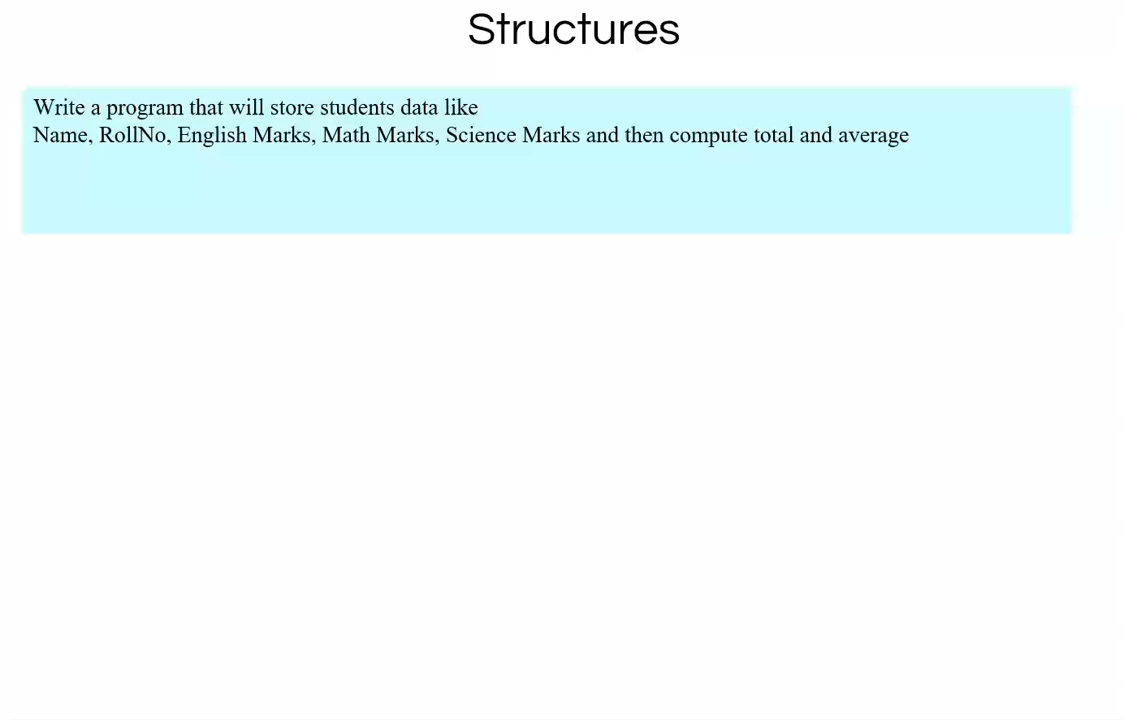 Structures
Write a program that will store students data like
Name, RollNo, English Marks, Math Marks, Science Marks and then compute total and average